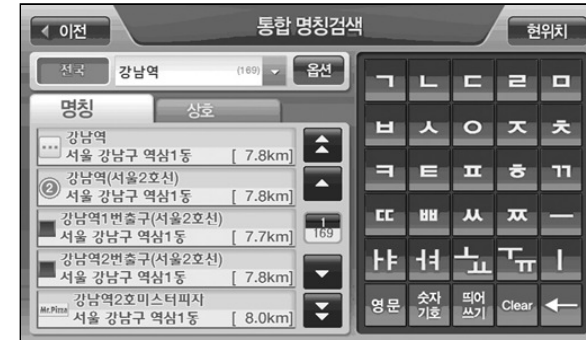 이전
통합 명칭검색
현위치
전국
강남역
(169)
옵션
명칭
상호
강남역
서울 강남구 역삼1동 [ 7.8km]
② 강남역(서울2호선)
서울 강남구 역삼1동 [ 7.8km]
강남역1번출구(서울2호선)
서울 강남구 역삼1동 [ 7.7km]
강남역2번출구(서울2호선)
서울 강남구 역삼1동 [ 7.8km]
Mr.Pizza 강남역2호미스터피자
서울 강남구 역삼1동 [ 8.0km]
1
169
ㄱ ㄴ ㄷ ㄹ ㅁ
ㅂ ㅅ ㅇ ㅈ ㅊ
ㅋ ㅌ ㅍ ㅎ ㄲ
ㄸ ㅃ ㅆ ㅉ ㅡ
ㅏㅑ ㅓㅕ ㅗㅛ ㅜㅠ ㅣ
영문 숫자 기호 띄어 쓰기 Clear